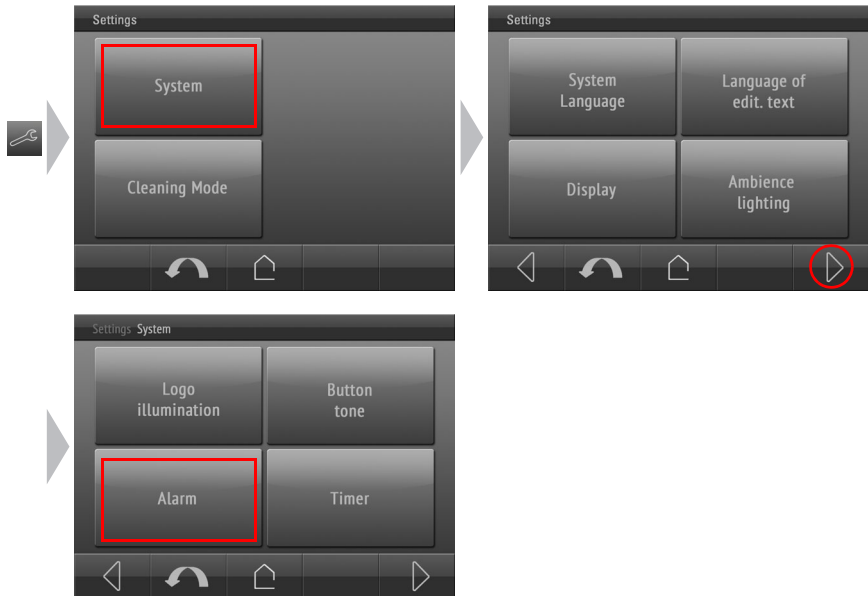 Settings
System
Cleaning Mode
Settings
System
Language
Language of
edit. text
Display
Ambience
lighting
Settings System
Logo
illumination
Button
tone
Alarm
Timer